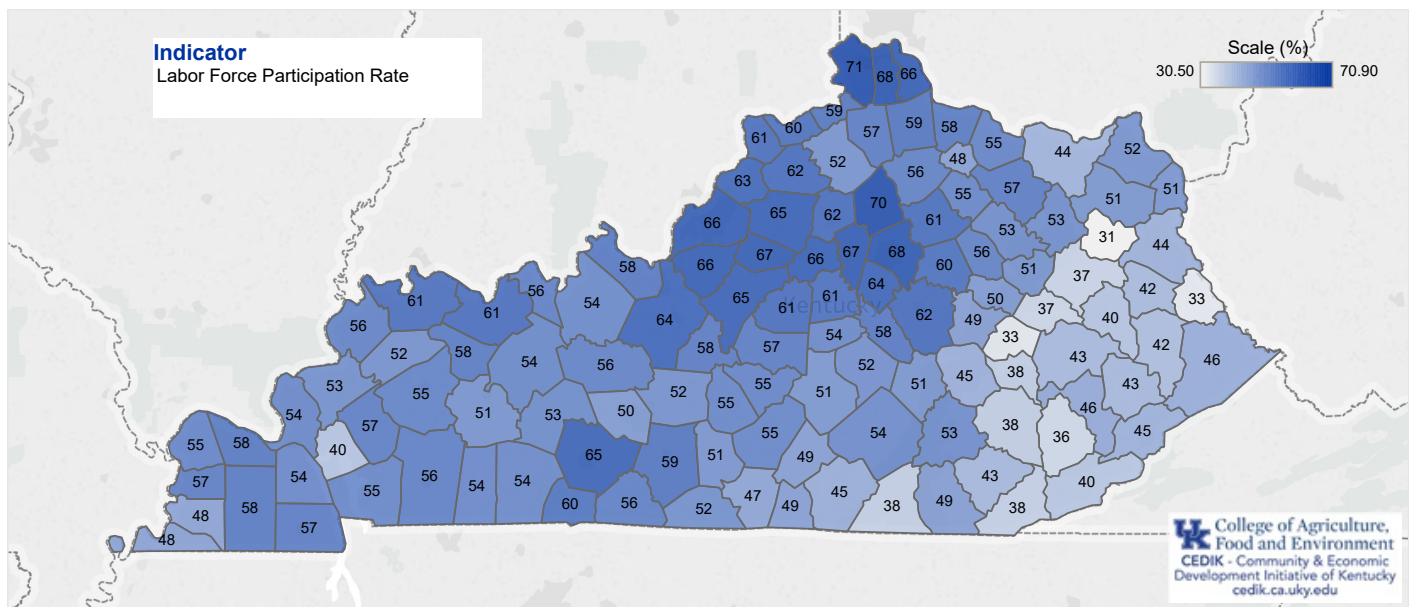 Indicator
Labor Force Participation Rate
Scale (%)
30.50 70.90
71 68 66
59
61 60 57 59 58 55 44 52
52 48
63 62 56 55 57 51 51
66 65 62 70 61 53 53 31 44
66 67 66 67 68 60 56 51 37
58 54 56 64 65 61 61 64 62 50 49 37 42 33
61 61 Kentucky 40
56 52 58 54 56 58 57 54 58 33 43 42 46
53 55 51 53 50 52 55 55 51 52 51 45 38 43
54 57 46
55 58 40 65 59 51 55 49 54 53 38 36 45
57 54 55 56 54 54 43 40
48 58 57 60 56 52 47 49 45 38 49 38
48
UK College of Agriculture,
Food and Environment
CEDIK - Community & Economic
Development Initiative of Kentucky
cedik.ca.uky.edu